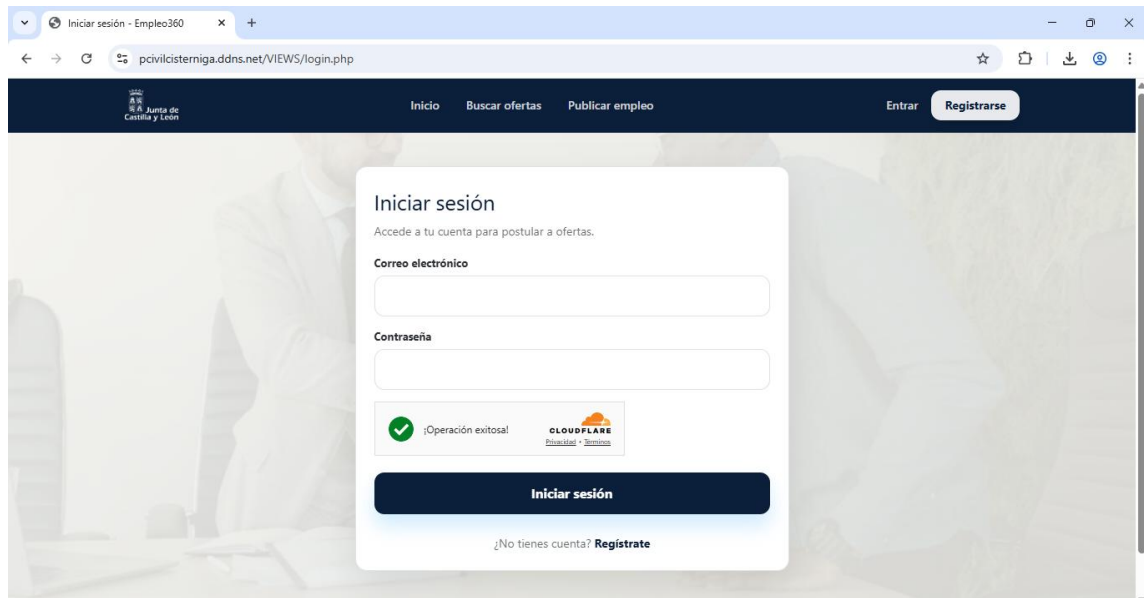 Iniciar sesión - Empleo360
pcivilcisterniga.ddns.net/VIEWS/login.php
Junta de
Castilla y León
Inicio Buscar ofertas Publicar empleo Entrar Registrarse
Iniciar sesión
Accede a tu cuenta para postular a ofertas.
Correo electrónico
Contraseña
¡Operación exitosa!
CLOUDFLARE
Privacidad • Términos
Iniciar sesión
¿No tienes cuenta? Regístrate